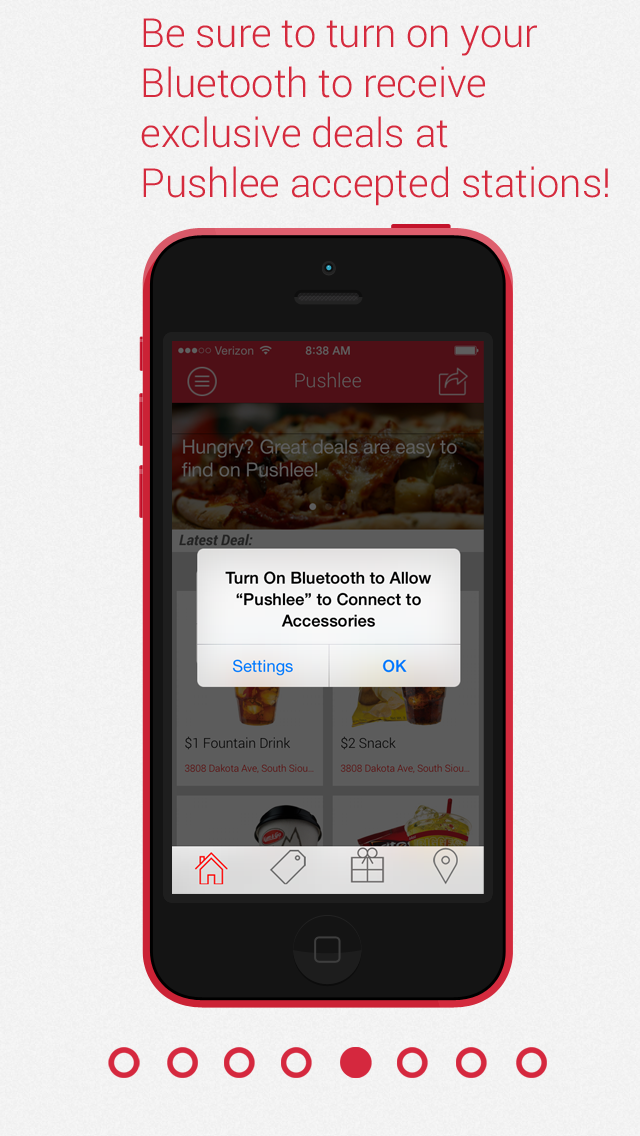 Be sure to turn on your
Bluetooth to receive
exclusive deals at
Pushlee accepted stations!
Verizon 8:38 AM
Pushlee
Hungry? Great deals are easy to
find on Pushlee!
Latest Deal:
Turn On Bluetooth to Allow
“Pushlee” to Connect to
Accessories
Settings OK
$1 Fountain Drink $2 Snack
3808 Dakota Ave, South Siou... 3808 Dakota Ave, South Siou...